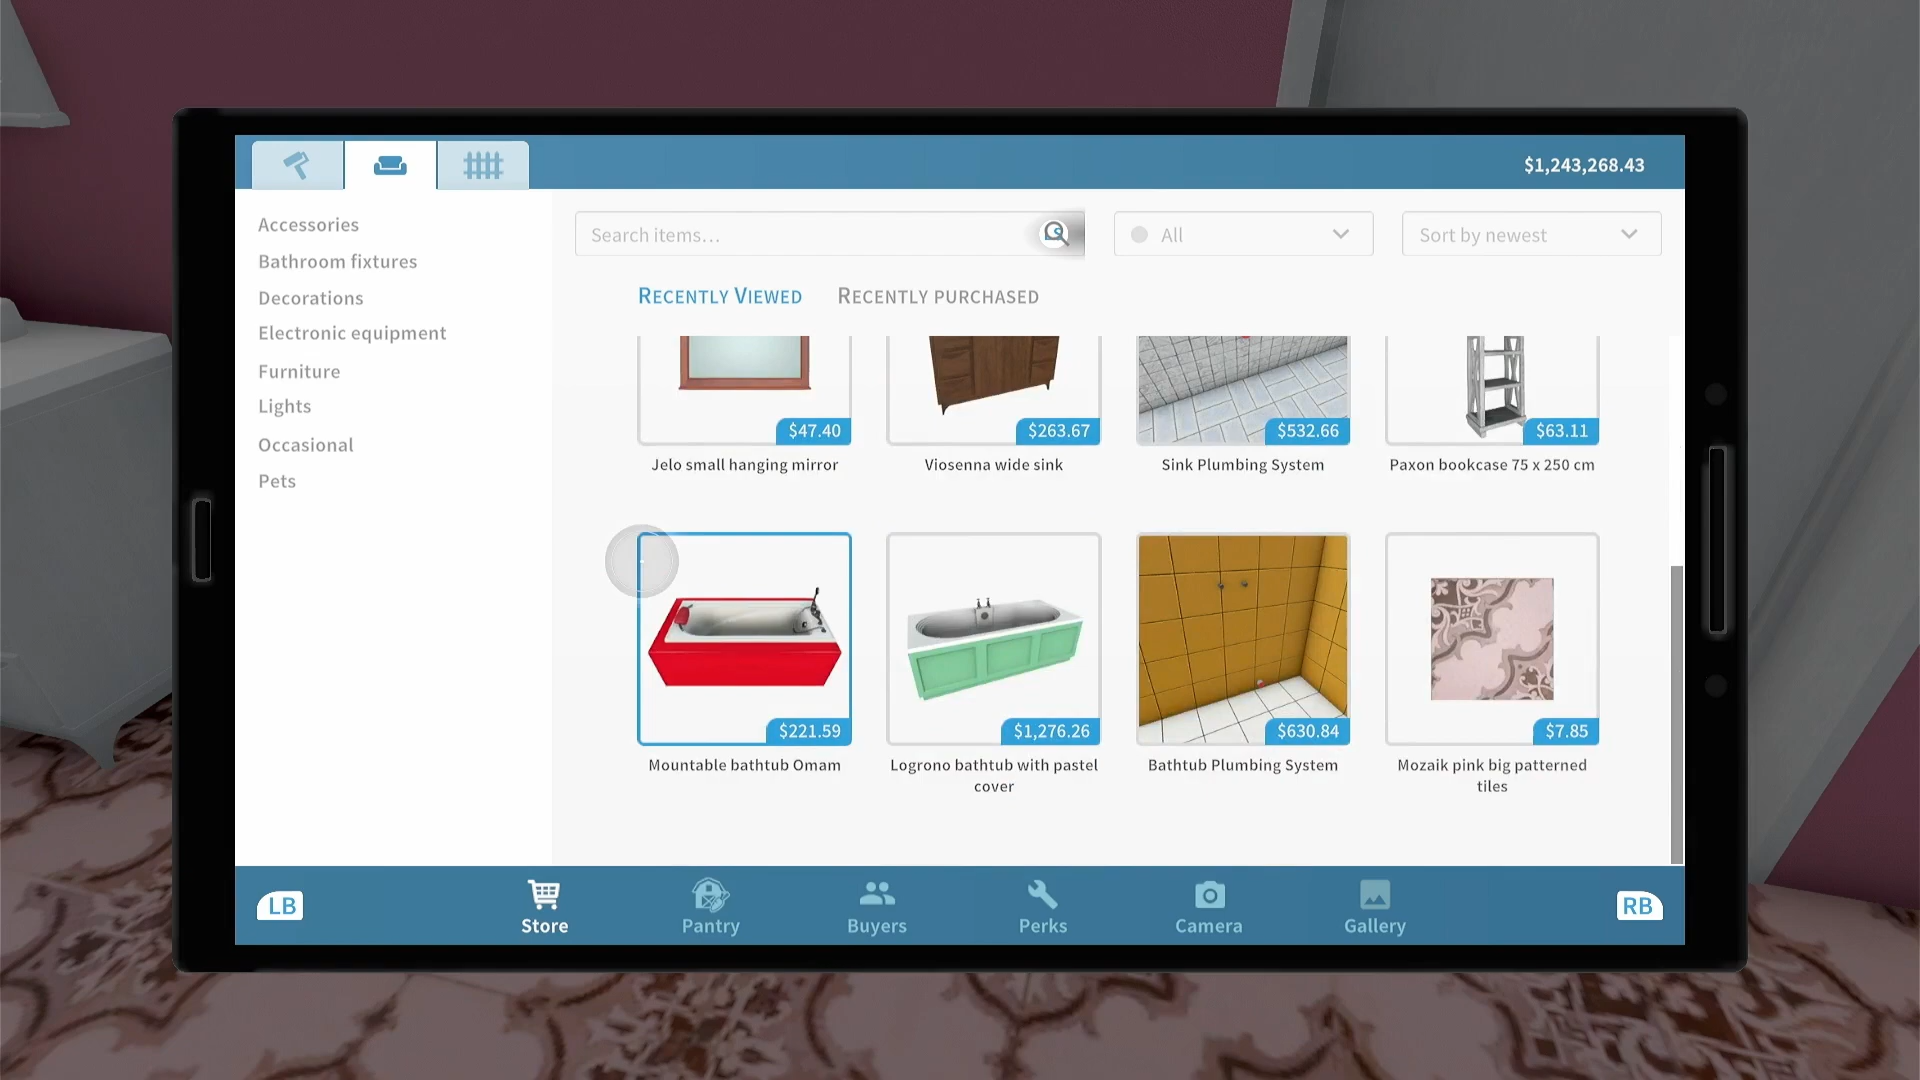 $1,243,268.43
Accessories
Bathroom fixtures
Decorations
Electronic equipment
Furniture
Lights
Occasional
Pets
Search items...
LS
All
Sort by newest
RECENTLY VIEWED
RECENTLY PURCHASED
$47.40
$263.67
$532.66
$63.11
Jelo small hanging mirror
Viosenna wide sink
Sink Plumbing System
Paxon bookcase 75 x 250 cm
$221.59
$1,276.26
$630.84
$7.85
Mountable bathtub Omam
Logrono bathtub with pastel
cover
Bathtub Plumbing System
Mozaik pink big patterned
tiles
LB
Store
Pantry
Buyers
Perks
Camera
Gallery
RB